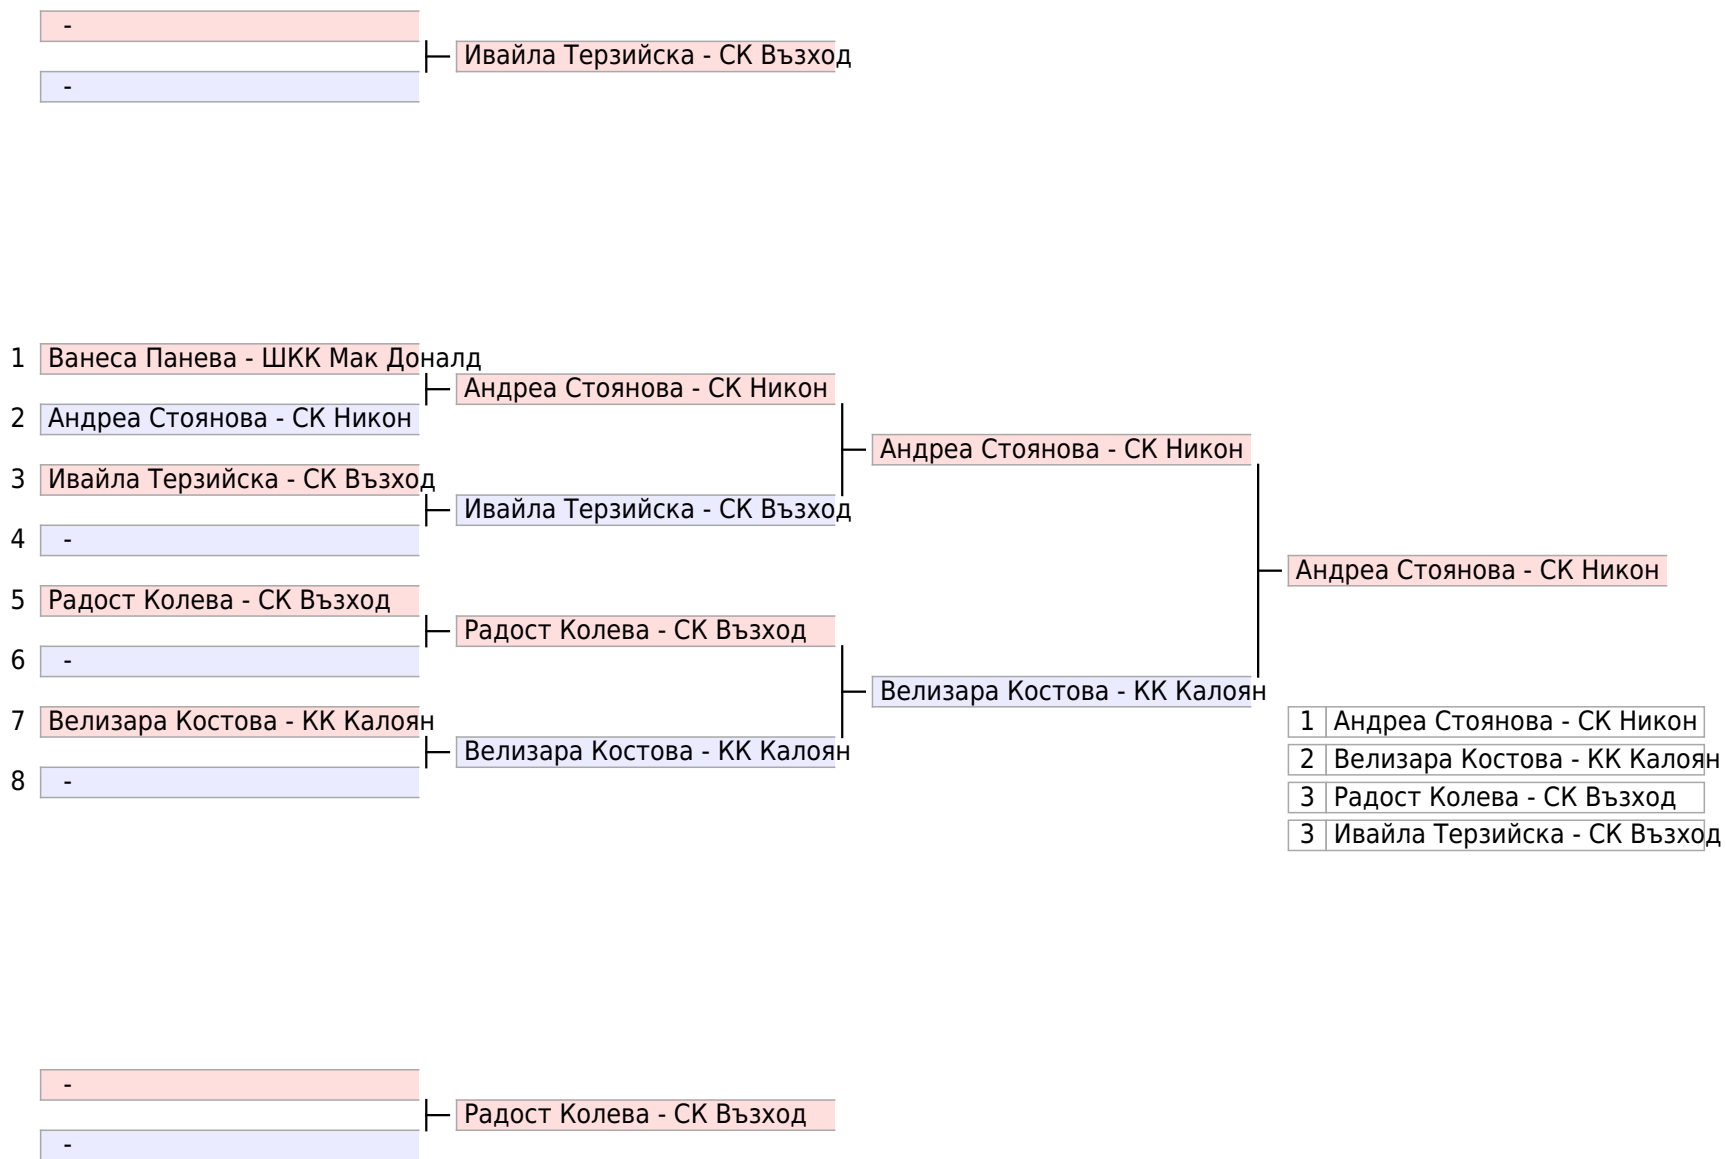 -
Ивайла Терзийска - СК Възход
-
1 Ванеса Панева - ШКК Мак Доналд
Андреа Стоянова - СК Никон
2 Андреа Стоянова - СК Никон
Андреа Стоянова - СК Никон
3 Ивайла Терзийска - СК Възход
Ивайла Терзийска - СК Възход
4 -
Андреа Стоянова - СК Никон
5 Радост Колева - СК Възход
Радост Колева - СК Възход
6 -
Велизара Костова - КК Калоян
7 Велизара Костова - КК Калоян
1 Андреа Стоянова - СК Никон
Велизара Костова - КК Калоян
2 Велизара Костова - КК Калоян
8 -
3 Радост Колева - СК Възход
3 Ивайла Терзийска - СК Възход
-
Радост Колева - СК Възход
-